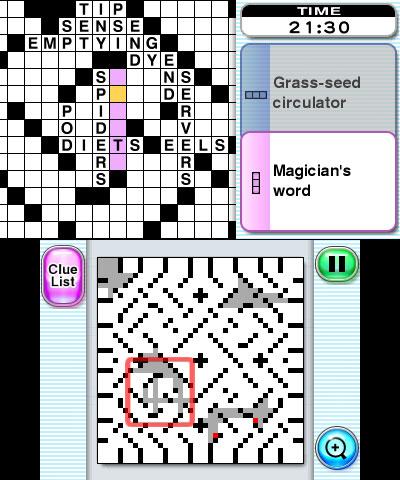 TIP
SENSE
EMPTYING
DYE
S N S
P D E
P I R
O D V
DIETS EELS
R R
S S
TIME
21:30
Grass-seed
circulator
Magician's
word
Clue
List